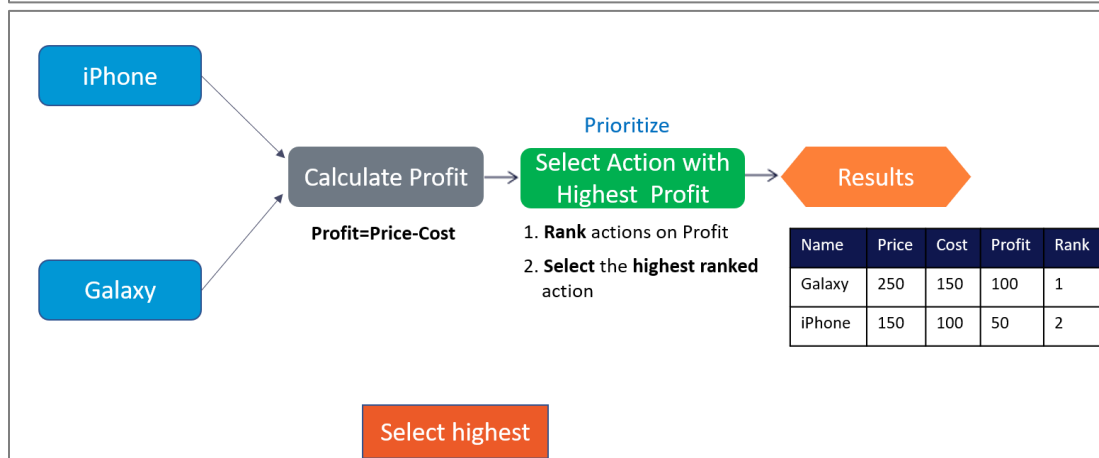 iPhone
Galaxy
Calculate Profit
Profit=Price-Cost
Prioritize
Select Action with
Highest Profit
1. Rank actions on Profit
2. Select the highest ranked
action
Results
Name Price Cost Profit Rank
Galaxy 250 150 100 1
iPhone 150 100 50 2
Select highest